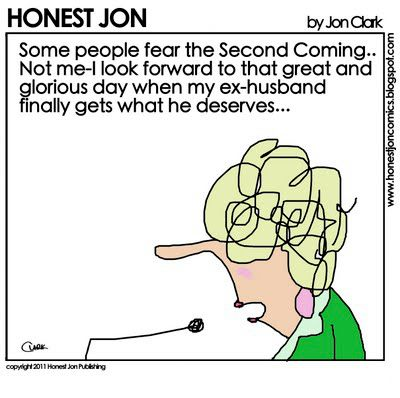 HONEST JON
by Jon Clark
Some people fear the Second Coming..
Not me-I look forward to that great and
glorious day when my ex-husband
finally gets what he deserves...
www.honestjoncomics.blogspot.com
CLARK
copyright 2011 Honest Jon Publishing